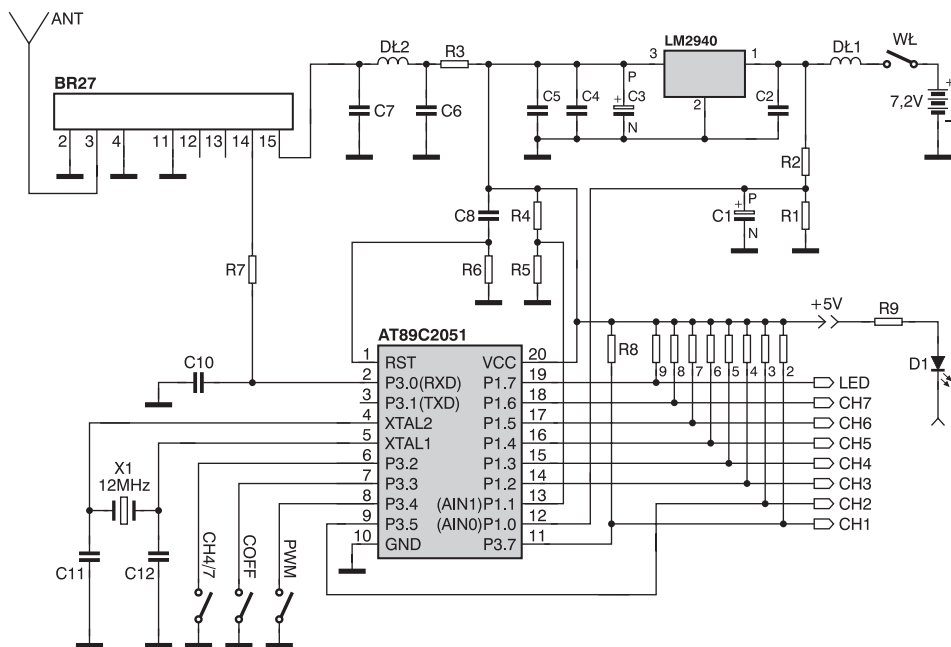 ANT
BR27
2 3 4 11 12 13 14 15
DŁ2
R3
C7
C6
C5
C4
P
+
C3
N
LM2940
3
1
2
C2
DŁ1
WŁ
+
7,2V
-
R2
R1
P
+
C1
N
C8
R4
R6
R5
R7
C10
AT89C2051
1 RST VCC 20
2 P3.0(RXD) P1.7 19
3 P3.1(TXD) P1.6 18
4 XTAL2 P1.5 17
5 XTAL1 P1.4 16
6 P3.2 P1.3 15
7 P3.3 P1.2 14
8 P3.4 (AIN1)P1.1 13
9 P3.5 (AIN0)P1.0 12
10 GND P3.7 11
R8
9 8 7 6 5 4 3 2
+5V
R9
D1
LED
CH7
CH6
CH5
CH4
CH3
CH2
CH1
X1
12MHz
C11
C12
CH4/7
COFF
PWM